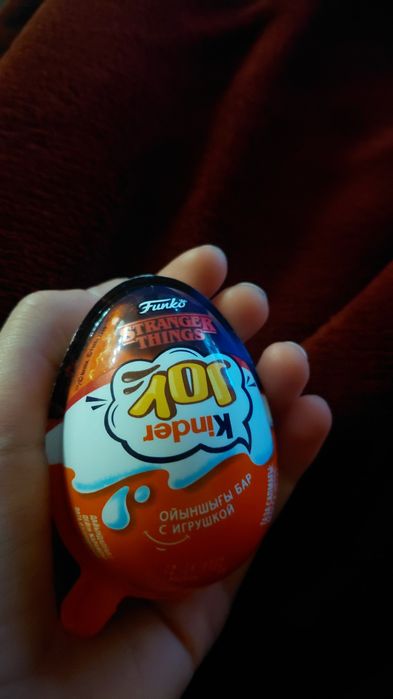 Funko
STRANGER
THINGS
Kinder
JOY
ОЙЫНШЫҒЫ БАР
С ИГРУШКОЙ